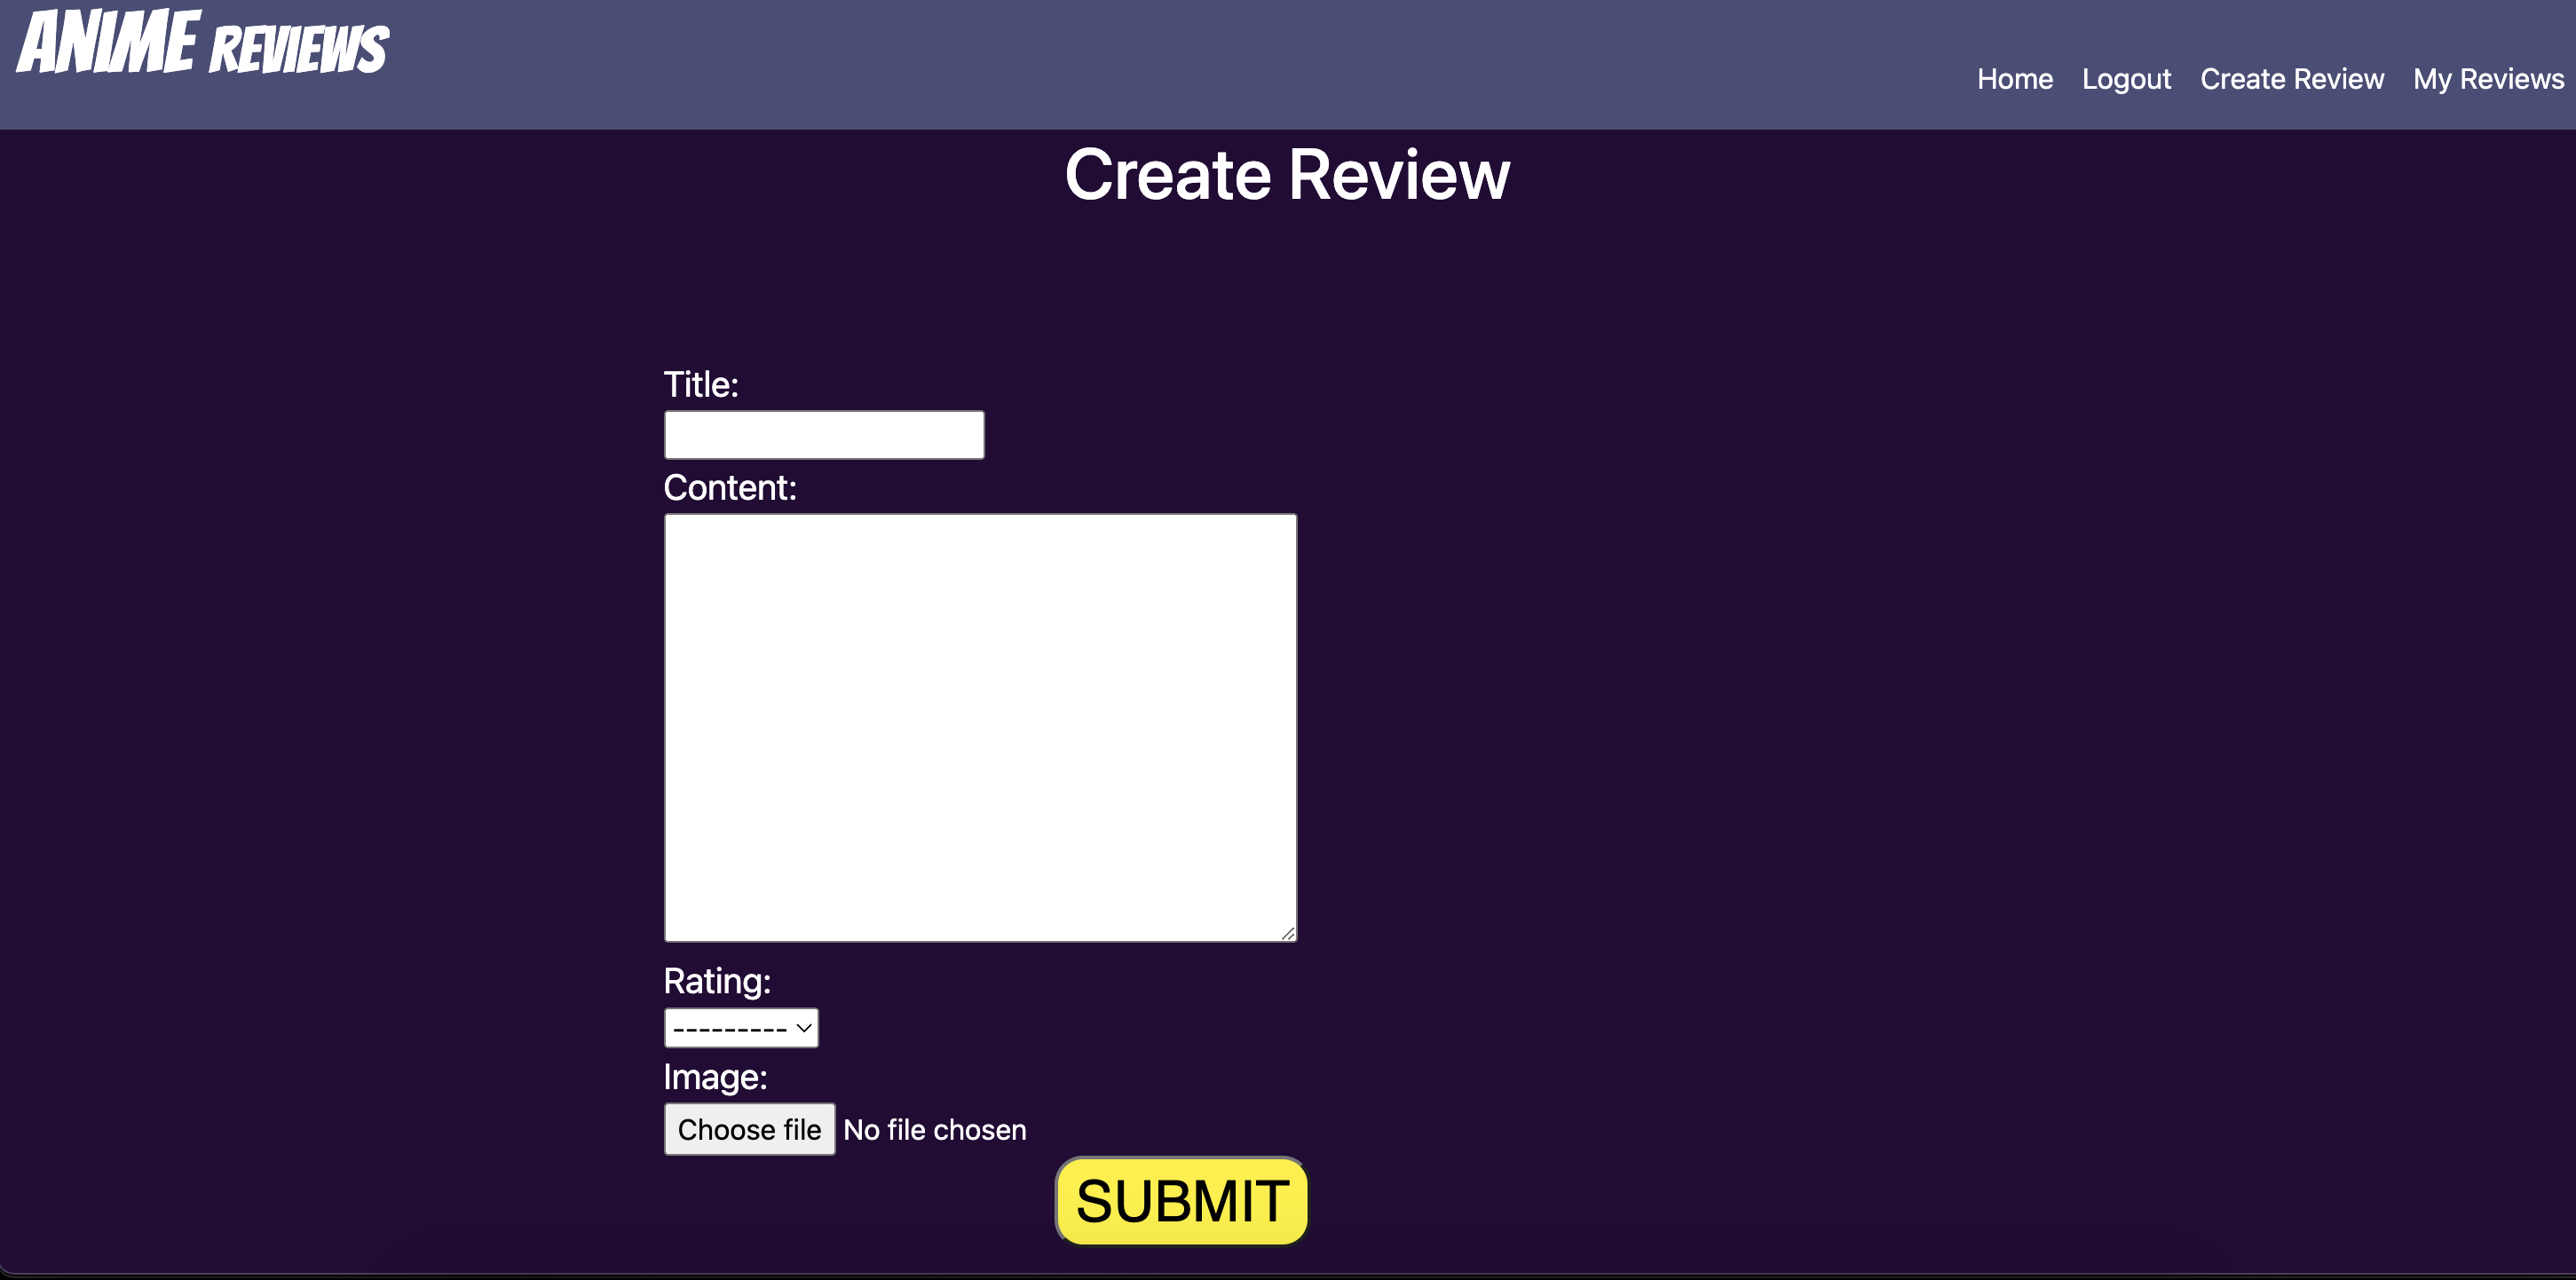 ANIME REVIEWS
Home Logout Create Review My Reviews
Create Review
Title:
Content:
Rating:
---------
Image:
Choose file No file chosen
SUBMIT